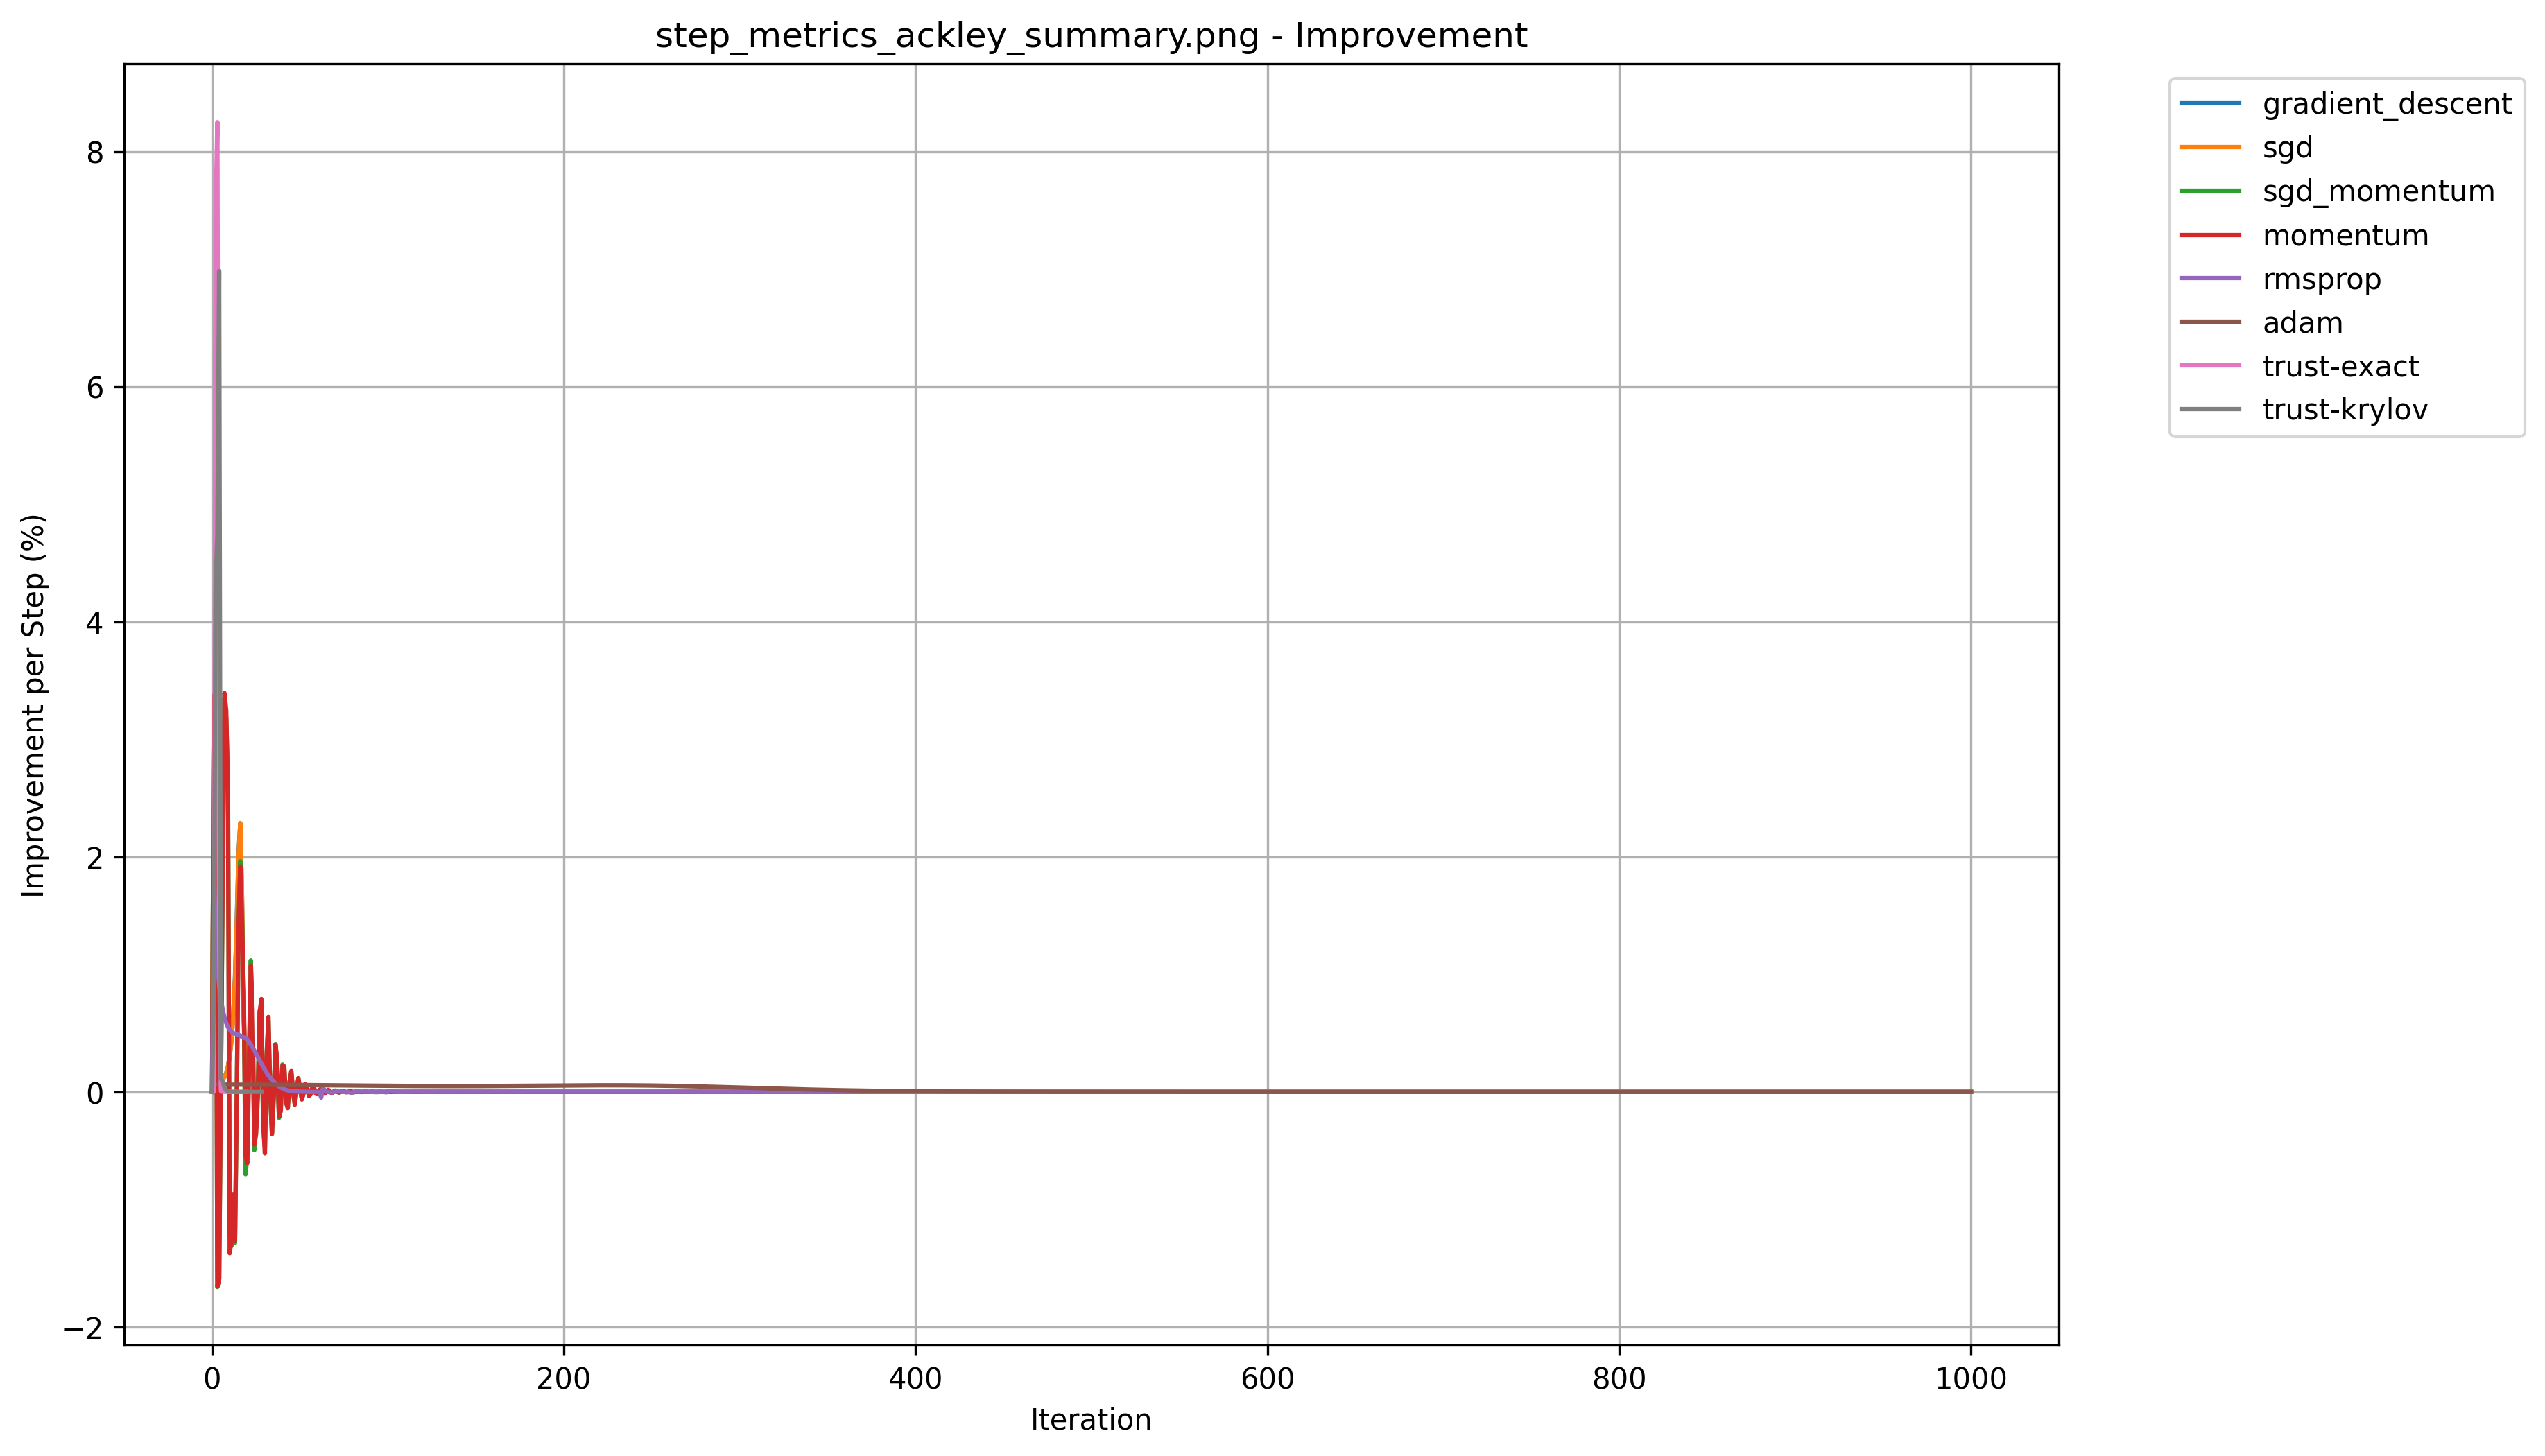 step_metrics_ackley_summary.png - Improvement
Improvement per Step (%)
8
6
4
2
0
−2
0
200
400
600
800
1000
Iteration
gradient_descent
sgd
sgd_momentum
momentum
rmsprop
adam
trust-exact
trust-krylov